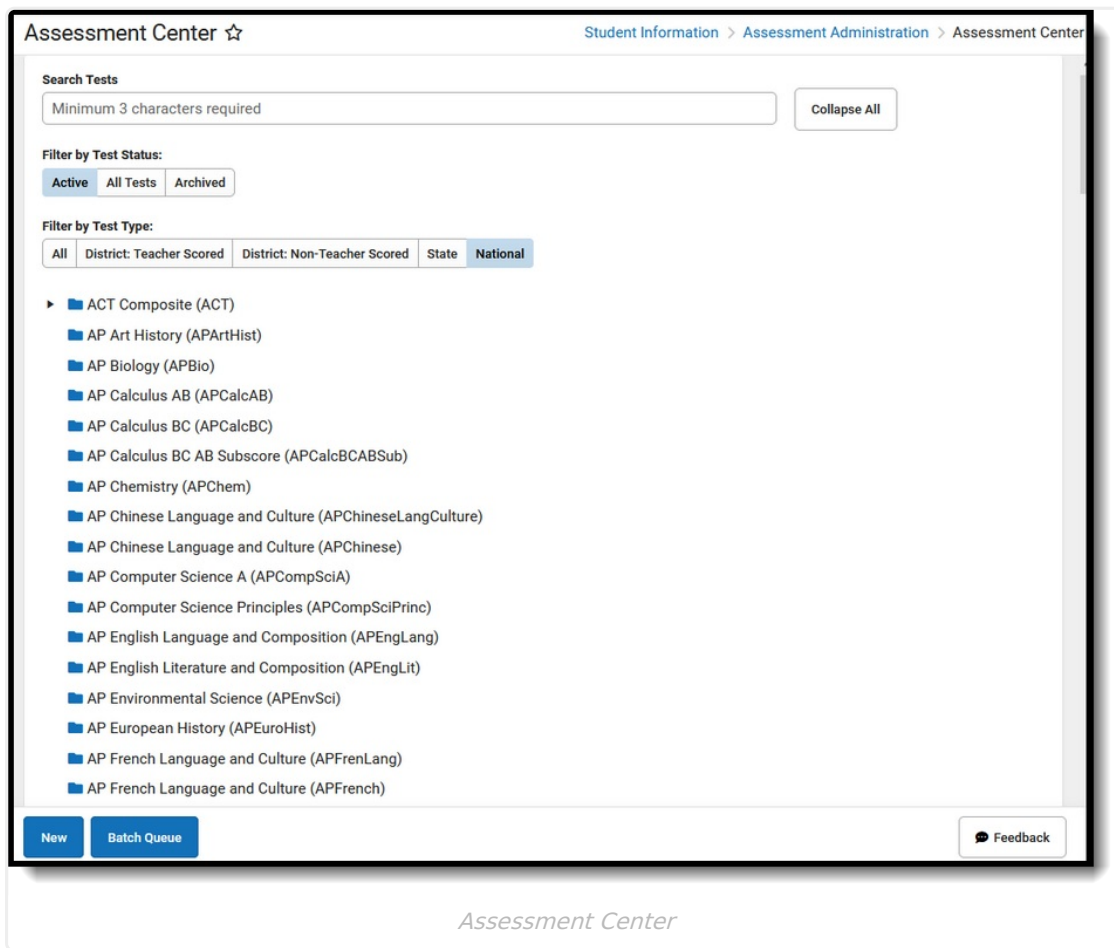 Assessment Center
Student Information > Assessment Administration > Assessment Center
Search Tests
Minimum 3 characters required
Collapse All
Filter by Test Status:
Active All Tests Archived
Filter by Test Type:
All District: Teacher Scored District: Non-Teacher Scored State National
ACT Composite (ACT)
AP Art History (APArtHist)
AP Biology (APBio)
AP Calculus AB (APCalcAB)
AP Calculus BC (APCalcBC)
AP Calculus BC AB Subscore (APCalcBCABSub)
AP Chemistry (APChem)
AP Chinese Language and Culture (APChineseLangCulture)
AP Chinese Language and Culture (APChinese)
AP Computer Science A (APCompSciA)
AP Computer Science Principles (APCompSciPrinc)
AP English Language and Composition (APEngLang)
AP English Literature and Composition (APEngLit)
AP Environmental Science (APEnvSci)
AP European History (APEuroHist)
AP French Language and Culture (APFrenLang)
AP French Language and Culture (APFrench)
New Batch Queue Feedback
Assessment Center